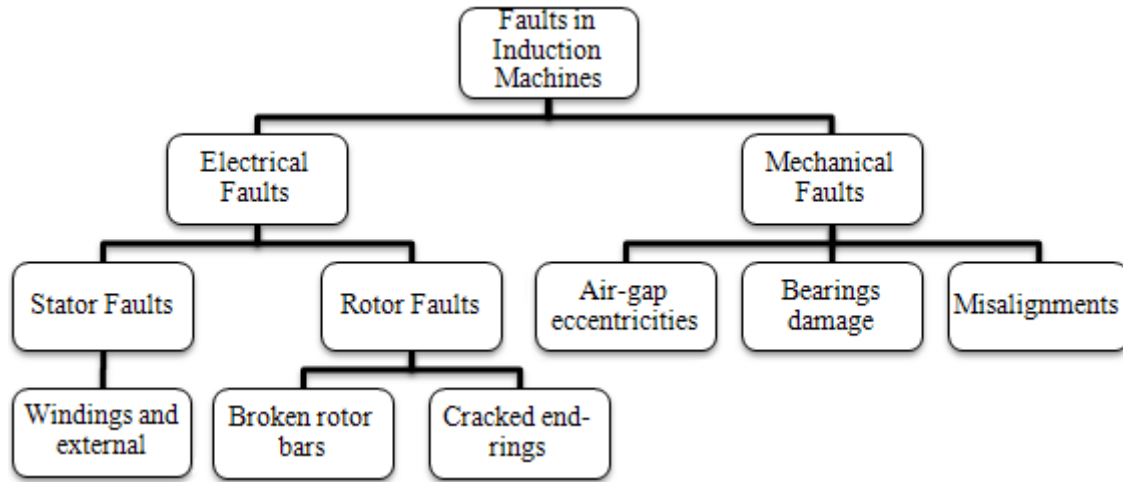 Faults in
Induction
Machines
Electrical
Faults
Mechanical
Faults
Stator Faults
Rotor Faults
Air-gap
eccentricities
Bearings
damage
Misalignments
Windings and
external
Broken rotor
bars
Cracked end-
rings